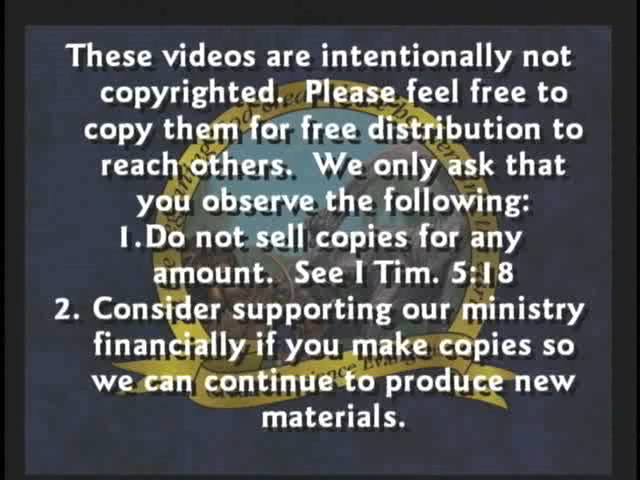 These videos are intentionally not
copyrighted. Please feel free to
copy them for free distribution to
reach others. We only ask that
you observe the following:
1.Do not sell copies for any
amount. See I Tim. 5:18
2. Consider supporting our ministry
financially if you make copies so
we can continue to produce new
materials.